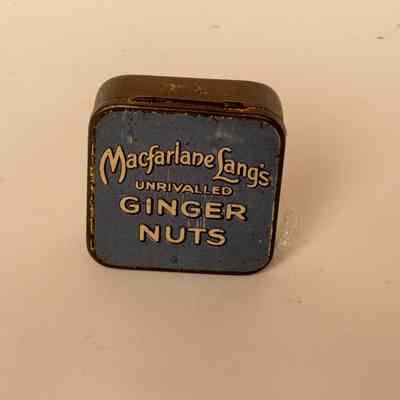 Macfarlane Lang's
UNRIVALLED
GINGER
NUTS